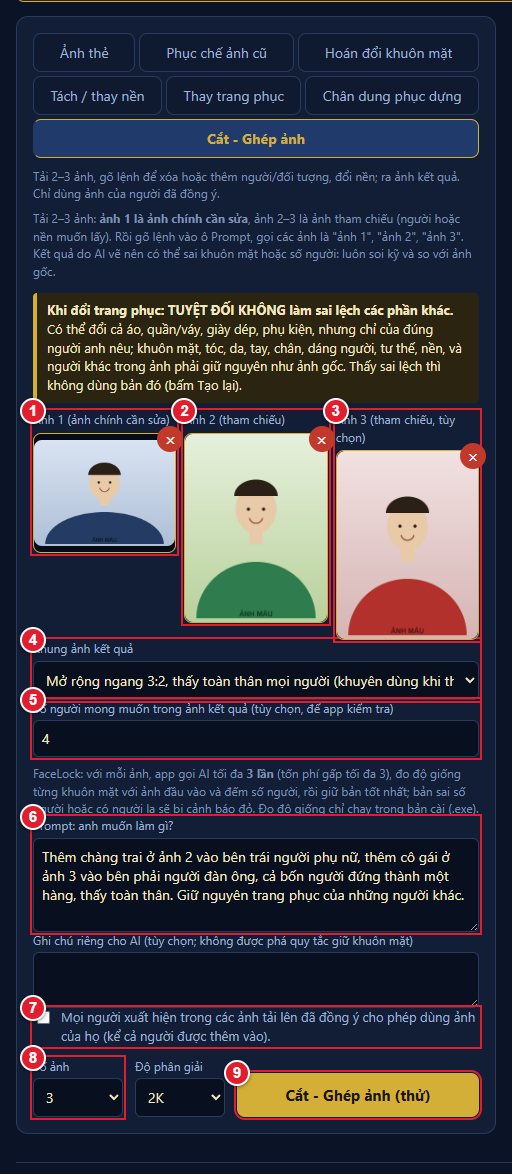 Ảnh thẻ
Phục chế ảnh cũ
Hoán đổi khuôn mặt
Tách / thay nền
Thay trang phục
Chân dung phục dựng
Cắt - Ghép ảnh
Tải 2–3 ảnh, gõ lệnh để xóa hoặc thêm người/đối tượng, đổi nền; ra ảnh kết quả.
Chỉ dùng ảnh của người đã đồng ý.
Tải 2–3 ảnh: ảnh 1 là ảnh chính cần sửa, ảnh 2–3 là ảnh tham chiếu (người hoặc
nền muốn lấy). Rồi gõ lệnh vào ô Prompt, gọi các ảnh là "ảnh 1", "ảnh 2", "ảnh 3".
Kết quả do AI vẽ nên có thể sai khuôn mặt hoặc số người: luôn soi kỹ và so với ảnh
gốc.
Khi đổi trang phục: TUYỆT ĐỐI KHÔNG làm sai lệch các phần khác.
Có thể đổi cả áo, quần/váy, giày dép, phụ kiện, nhưng chỉ của đúng
người anh nêu; khuôn mặt, tóc, da, tay, chân, dáng người, tư thế, nền, và
người khác trong ảnh phải giữ nguyên như ảnh gốc. Thấy sai lệch thì
không dùng bản đó (bấm Tạo lại).
1
nh 1 (ảnh chính cần sửa)
2
nh 2 (tham chiếu)
3
nh 3 (tham chiếu, tùy
chọn)
×
×
×
ẢNH MẪU
ẢNH MẪU
ẢNH MẪU
4
hung ảnh kết quả
Mở rộng ngang 3:2, thấy toàn thân mọi người (khuyên dùng khi th
5
người mong muốn trong ảnh kết quả (tùy chọn, để app kiểm tra)
4
FaceLock: với mỗi ảnh, app gọi AI tối đa 3 lần (tốn phí gấp tối đa 3), đo độ giống
từng khuôn mặt với ảnh đầu vào và đếm số người, rồi giữ bản tốt nhất; bản sai số
người hoặc có người lạ sẽ bị cảnh báo đỏ. Đo độ giống chỉ chạy trong bản cài (.exe).
6
rompt: anh muốn làm gì?
Thêm chàng trai ở ảnh 2 vào bên trái người phụ nữ, thêm cô gái ở
ảnh 3 vào bên phải người đàn ông, cả bốn người đứng thành một
hàng, thấy toàn thân. Giữ nguyên trang phục của những người khác.
Ghi chú riêng cho AI (tùy chọn; không được phá quy tắc giữ khuôn mặt)
7
Mọi người xuất hiện trong các ảnh tải lên đã đồng ý cho phép dùng ảnh
của họ (kể cả người được thêm vào).
8
ảnh
3
Độ phân giải
2K
9
Cắt - Ghép ảnh (thử)